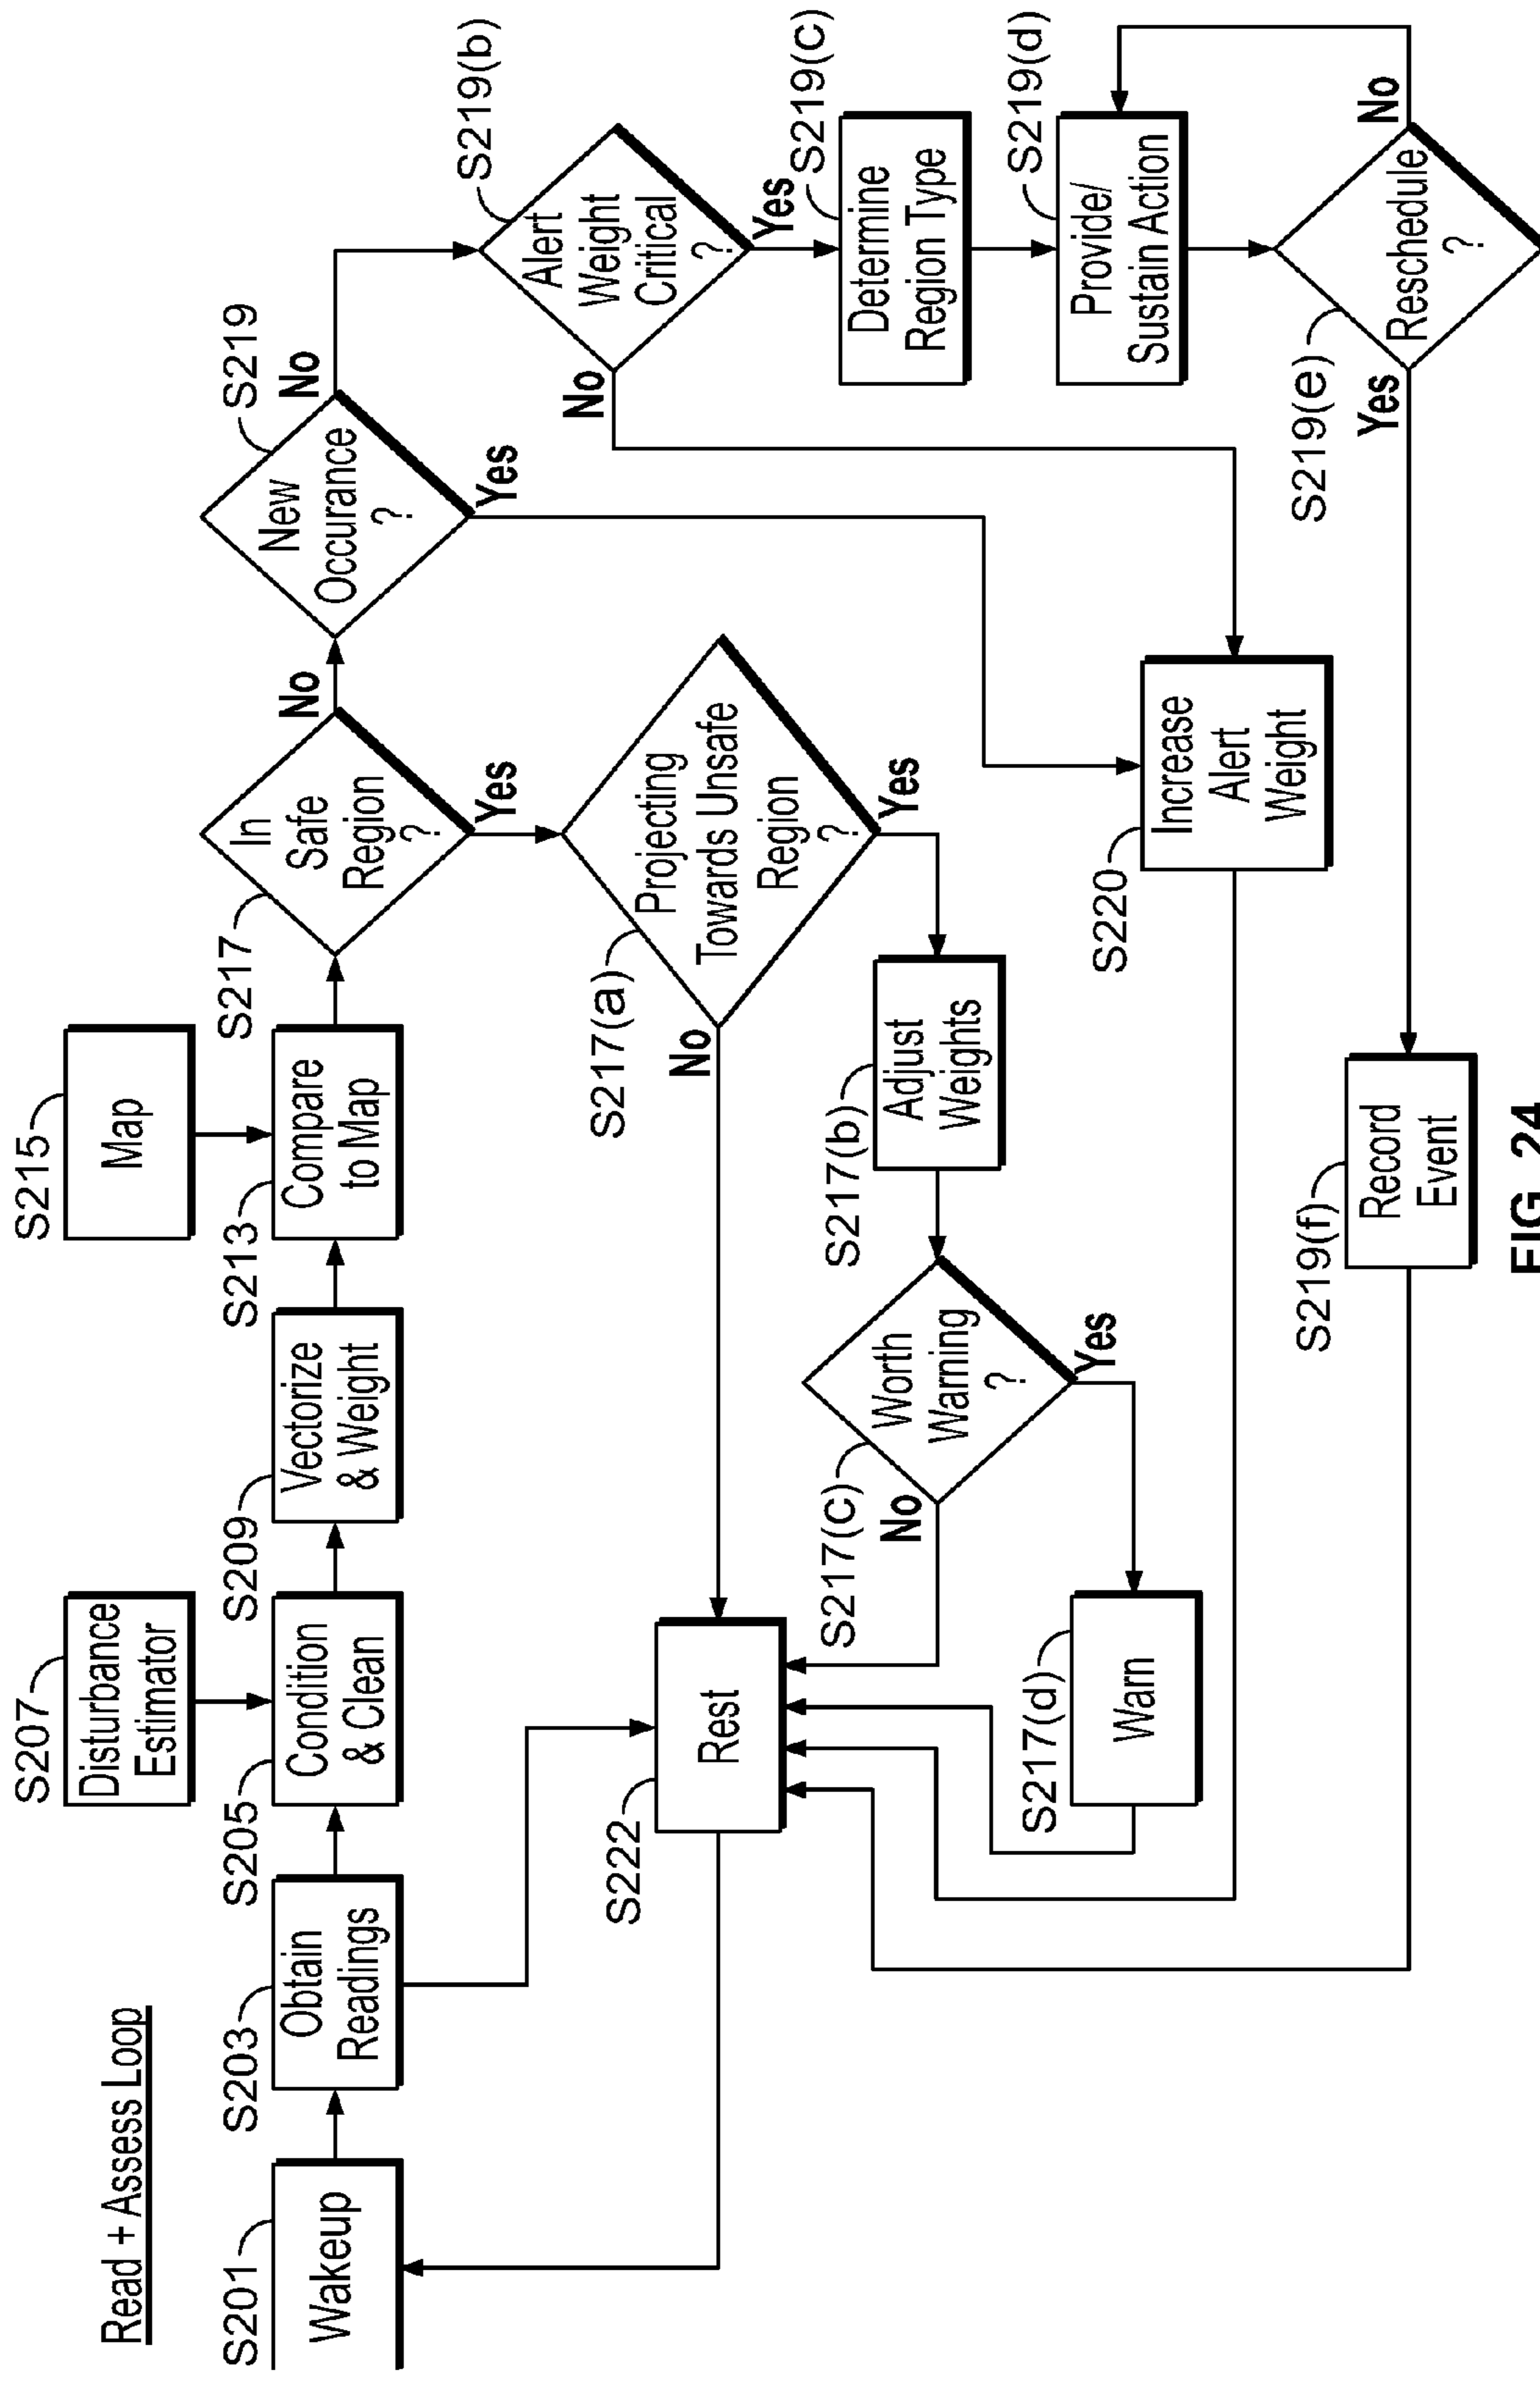 Read + Assess Loop
S201
Wakeup
S203
Obtain
Readings
S207
Disturbance
Estimator
S205
Condition
& Clean
S209
Vectorize
& Weight
S215
Map
S213
Compare
to Map
S217
In
Safe
Region
?
No
Yes
S219
New
Occurance
?
No
Yes
S219(b)
Alert
Weight
Critical
?
No
Yes
S219(c)
Determine
Region Type
S219(d)
Provide/
Sustain Action
S219(e)
Reschedule
?
No
Yes
S217(a)
Projecting
Towards Unsafe
Region
?
No
Yes
S217(b)
Adjust
Weights
S217(c)
Worth
Warning
?
No
Yes
S217(d)
Warn
S222
Rest
S220
Increase
Alert
Weight
S219(f)
Record
Event
FIG. 24